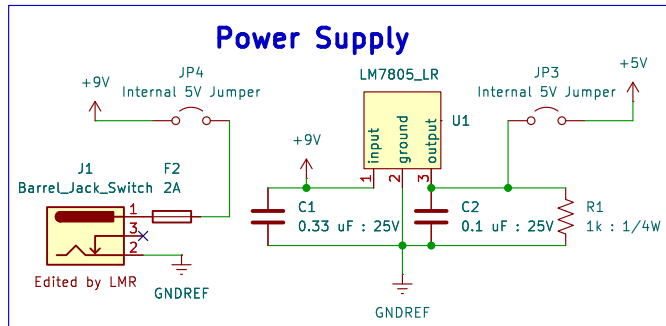 Power Supply
LM7805_LR
JP4
Internal 5V Jumper
+9V
JP3
Internal 5V Jumper
+5V
U1
input
ground
output
1
2
3
+9V
J1
Barrel_Jack_Switch
F2
2A
1
3
2
C1
0.33 uF : 25V
C2
0.1 uF : 25V
R1
1k : 1/4W
Edited by LMR
GNDREF
GNDREF